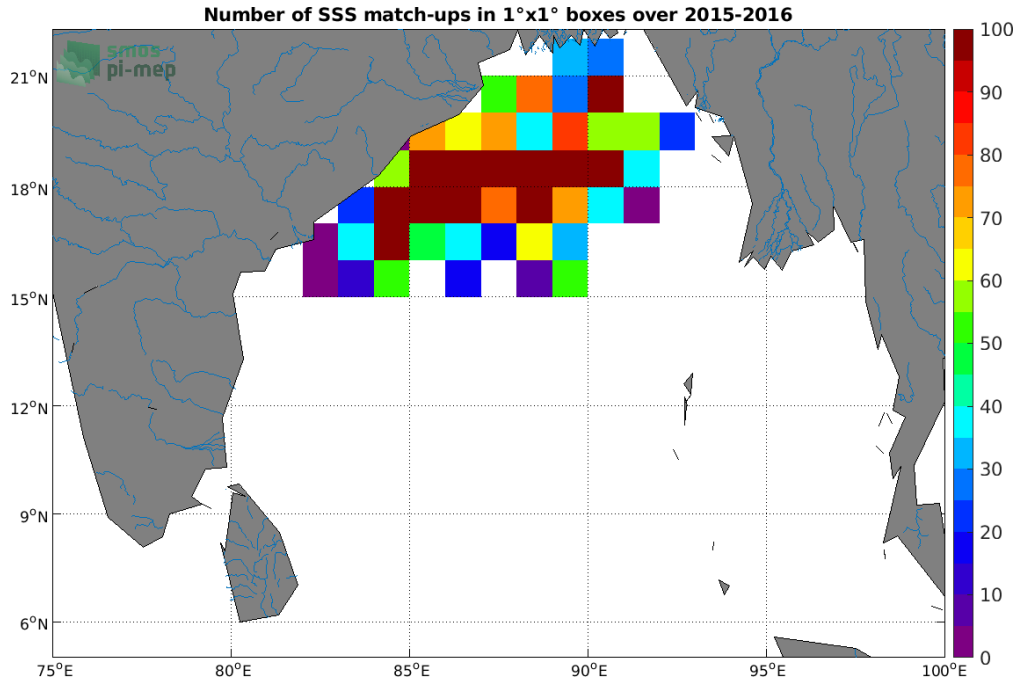 Number of SSS match-ups in 1°x1° boxes over 2015-2016
smos
pi-mep
21°N
18°N
15°N
12°N
9°N
6°N
75°E
80°E
85°E
90°E
95°E
100°E
100
90
80
70
60
50
40
30
20
10
0